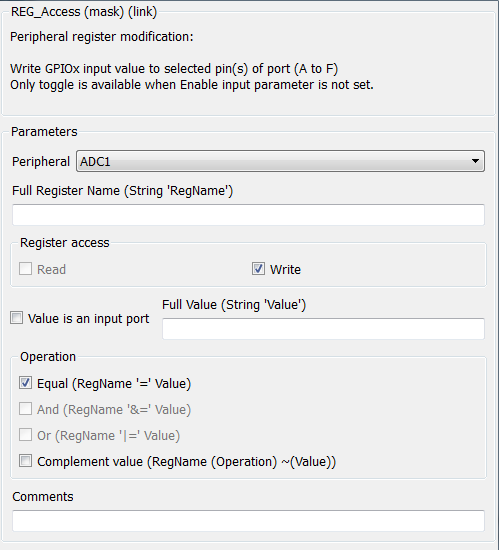 REG_Access (mask) (link)
Peripheral register modification:
Write GPIOx input value to selected pin(s) of port (A to F)
Only toggle is available when Enable input parameter is not set.
Parameters
Peripheral ADC1
Full Register Name (String 'RegName')
Register access
Read Write
Full Value (String 'Value')
Value is an input port
Operation
Equal (RegName '=' Value)
And (RegName '&=' Value)
Or (RegName '|=' Value)
Complement value (RegName (Operation) ~(Value))
Comments